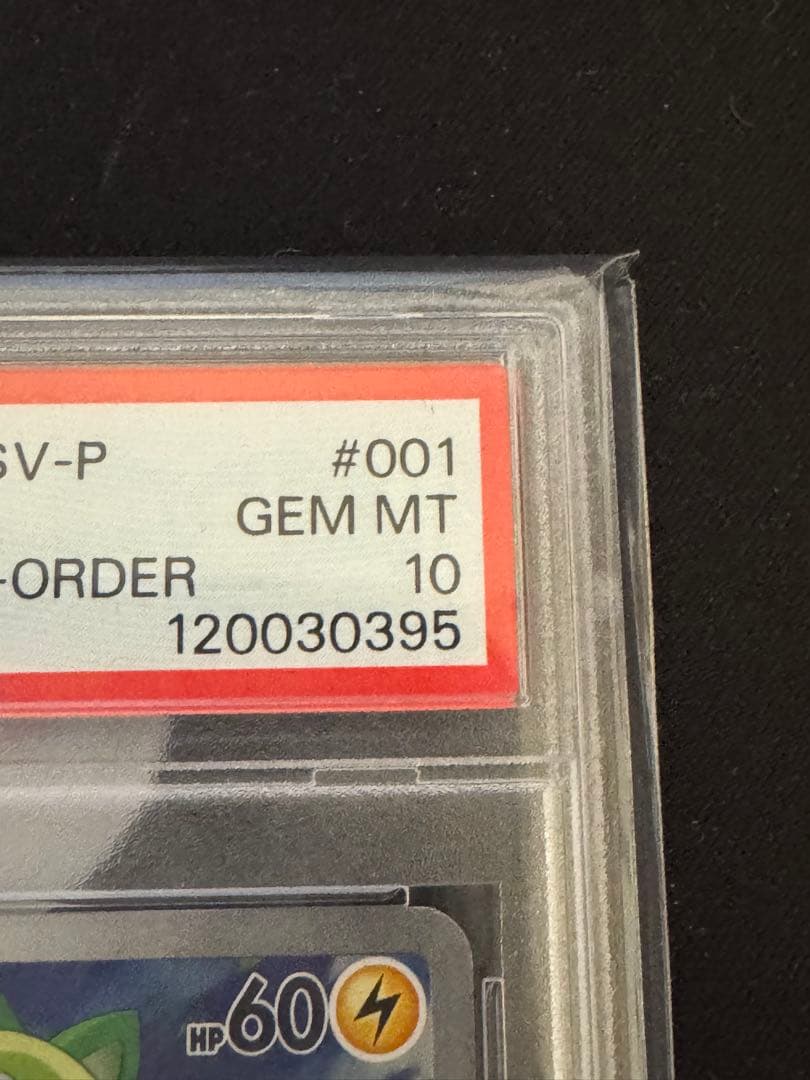 SV-P #001
GEM MT
-ORDER 10
120030395
HP60